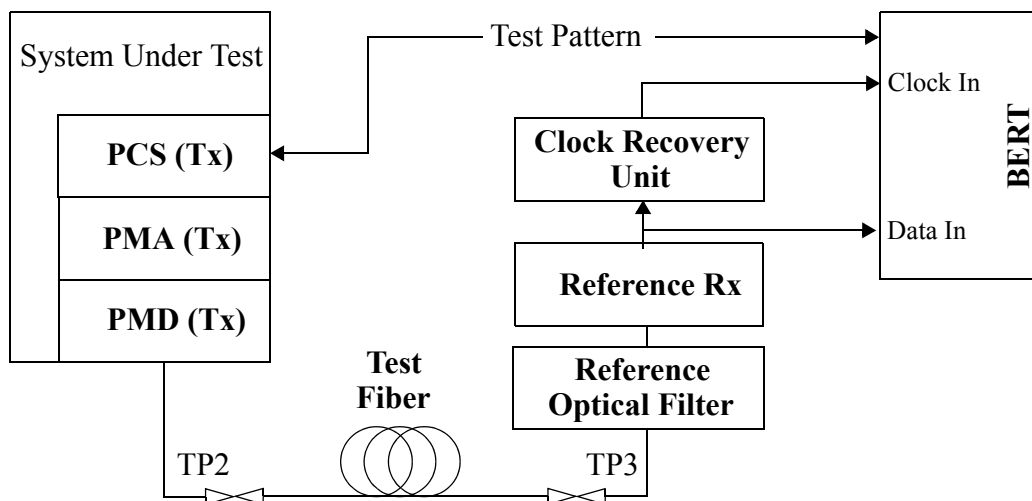 System Under Test
PCS (Tx)
PMA (Tx)
PMD (Tx)
Test Pattern
Clock In
Clock Recovery
Unit
BERT
Data In
Reference Rx
Reference
Optical Filter
Test
Fiber
TP2
TP3